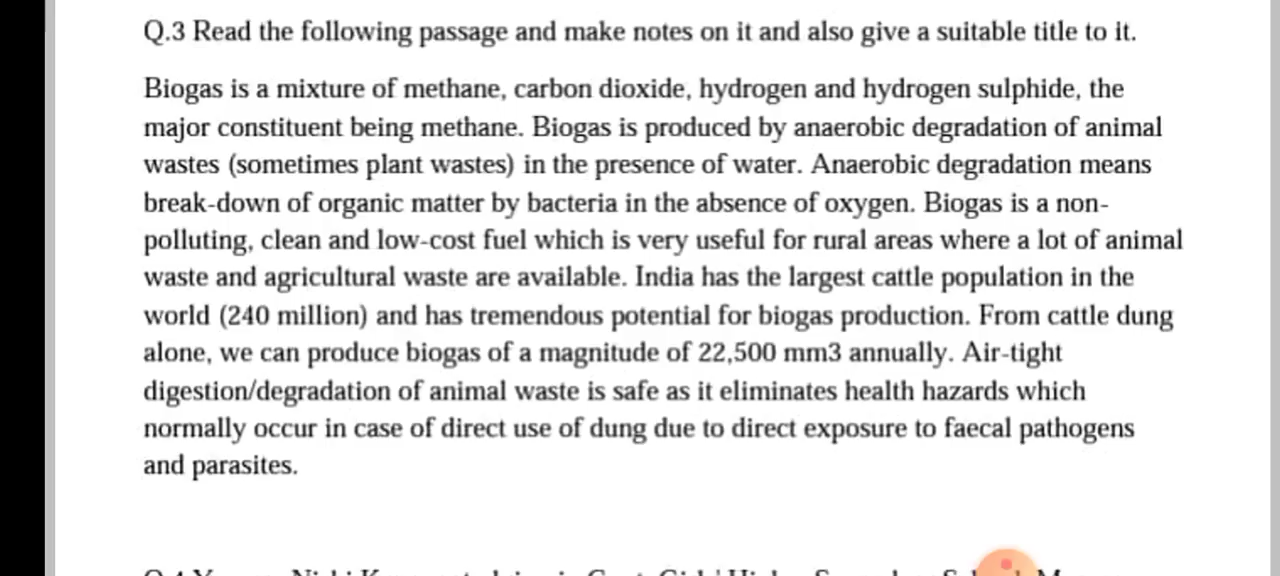 Q.3 Read the following passage and make notes on it and also give a suitable title to it.
Biogas is a mixture of methane, carbon dioxide, hydrogen and hydrogen sulphide, the
major constituent being methane. Biogas is produced by anaerobic degradation of animal
wastes (sometimes plant wastes) in the presence of water. Anaerobic degradation means
break-down of organic matter by bacteria in the absence of oxygen. Biogas is a non-
polluting, clean and low-cost fuel which is very useful for rural areas where a lot of animal
waste and agricultural waste are available. India has the largest cattle population in the
world (240 million) and has tremendous potential for biogas production. From cattle dung
alone, we can produce biogas of a magnitude of 22,500 mm3 annually. Air-tight
digestion/degradation of animal waste is safe as it eliminates health hazards which
normally occur in case of direct use of dung due to direct exposure to faecal pathogens
and parasites.